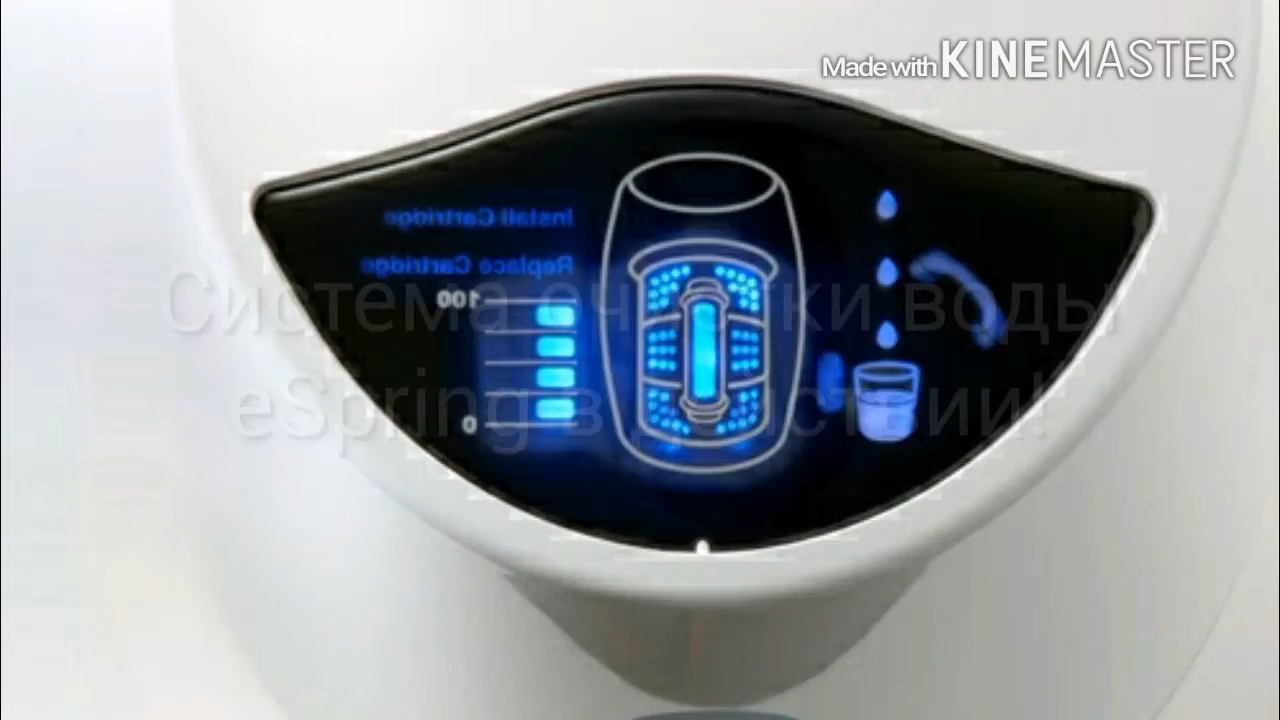 Made with KINEMASTER
Install Cartridge
Replace Cartridge
100
Система очистки воды
eSpring в действии!
0